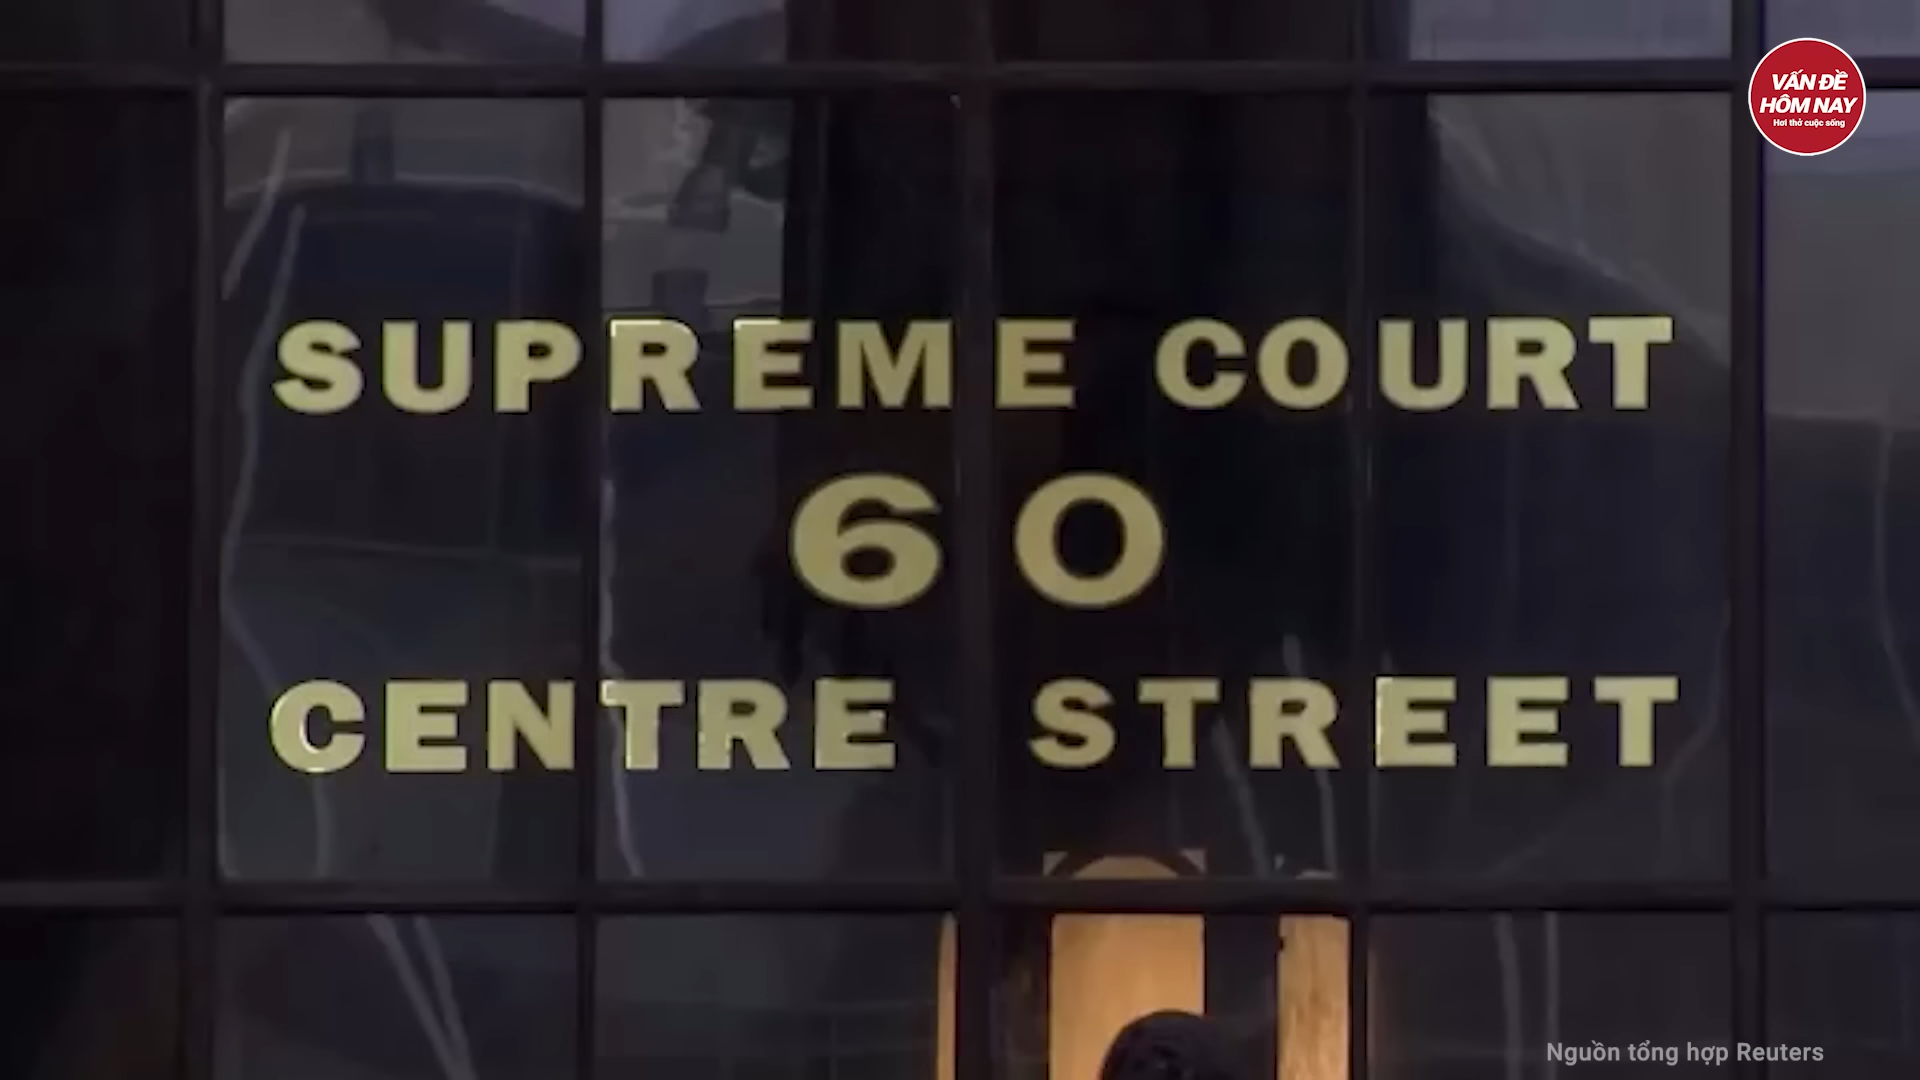 VẤN ĐỀ
HÔM NAY
Hơi thở cuộc sống
SUPREME COURT
60
CENTRE STREET
Nguồn tổng hợp Reuters